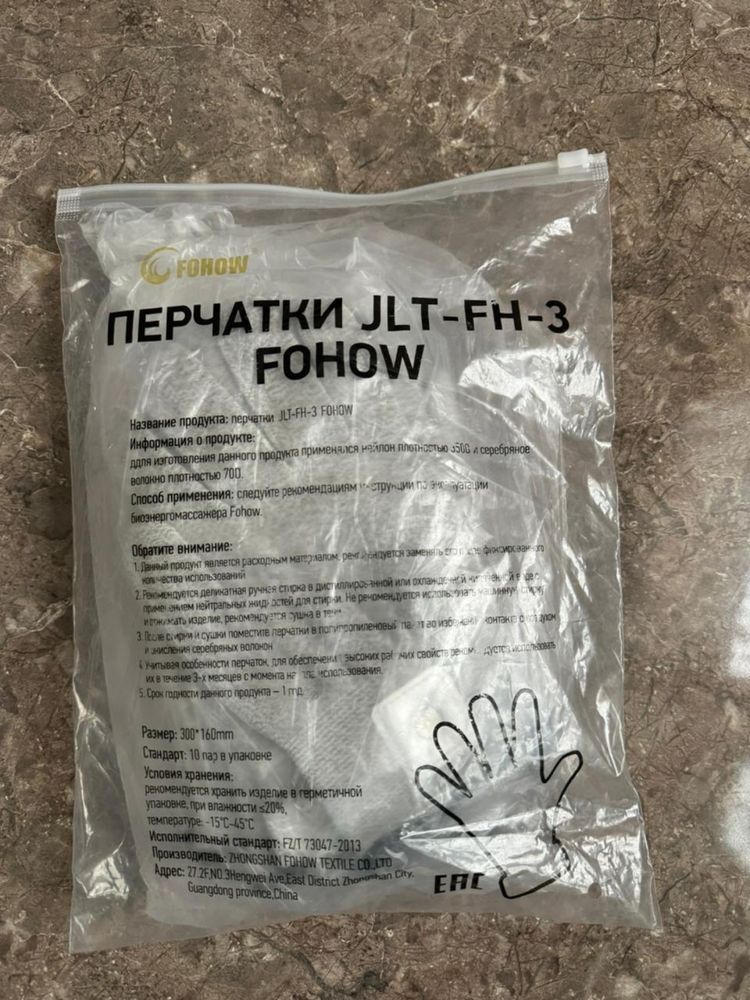 FOHOW
ПЕРЧАТКИ JLT-FH-3
FOHOW
Название продукта: перчатки JLT-FH-3 FOHOW
Информация о продукте:
ддля изготовления данного продукта применялся нейлон плотностью 3500 и серебряное
волокно плотностью 700.
Способ применения: следуйте рекомендациям инструкции по эксплуатации
биоэнергомассажера Fohow.
Обратите внимание:
1. Данный продукт является расходным материалом, рекомендуется заменять его после фиксированного
количества использований
2. Рекомендуется деликатная ручная стирка в дистиллированной или охлажденной кипяченой воде с
применением нейтральных жидкостей для стирки. Не рекомендуется использовать машинную стирку
и отжимать изделие, рекомендуется сушка в тени
3. После стирки и сушки поместите перчатки в полипропиленовый пакет во избежание контакта с воздухом
и окисления серебряных волокон
4. Учитывая особенности перчаток, для обеспечения высоких рабочих свойств рекомендуется использовать
их в течение 3-х месяцев с момента начала использования.
5. Срок годности данного продукта – 1 год.
Размер: 300*160mm
Стандарт: 10 пар в упаковке
Условия хранения:
рекомендуется хранить изделие в герметичной
упаковке, при влажности ≤20%,
температуре: -15°C-45°C
Исполнительный стандарт: FZ/T 73047-2013
Производитель: ZHONGSHAN FOHOW TEXTILE CO.,LTD
Адрес: 27.2F,NO.3Hengwei Ave,East District Zhongshan City,
Guangdong province,China
EAC